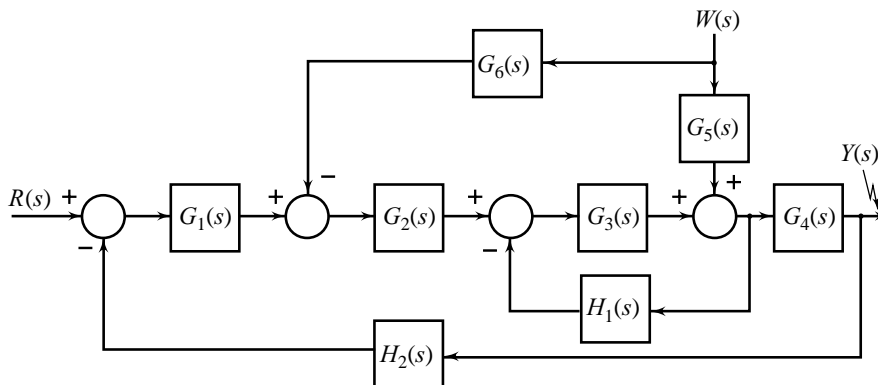 W(s)
G₆(s)
G₅(s)
Y(s)
R(s)
+
−
G₁(s)
+
−
G₂(s)
+
−
G₃(s)
+
+
G₄(s)
H₁(s)
H₂(s)